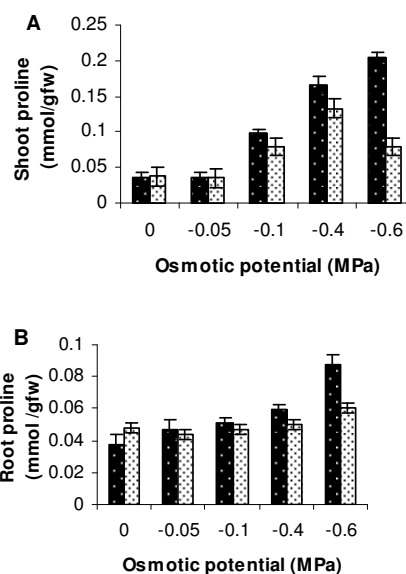 A
Shoot proline
(mmol/gfw)
0.25
0.2
0.15
0.1
0.05
0
0 -0.05 -0.1 -0.4 -0.6
Osmotic potential (MPa)
B
Root proline
(mmol /gfw)
0.1
0.08
0.06
0.04
0.02
0
0 -0.05 -0.1 -0.4 -0.6
Osmotic potential (MPa)